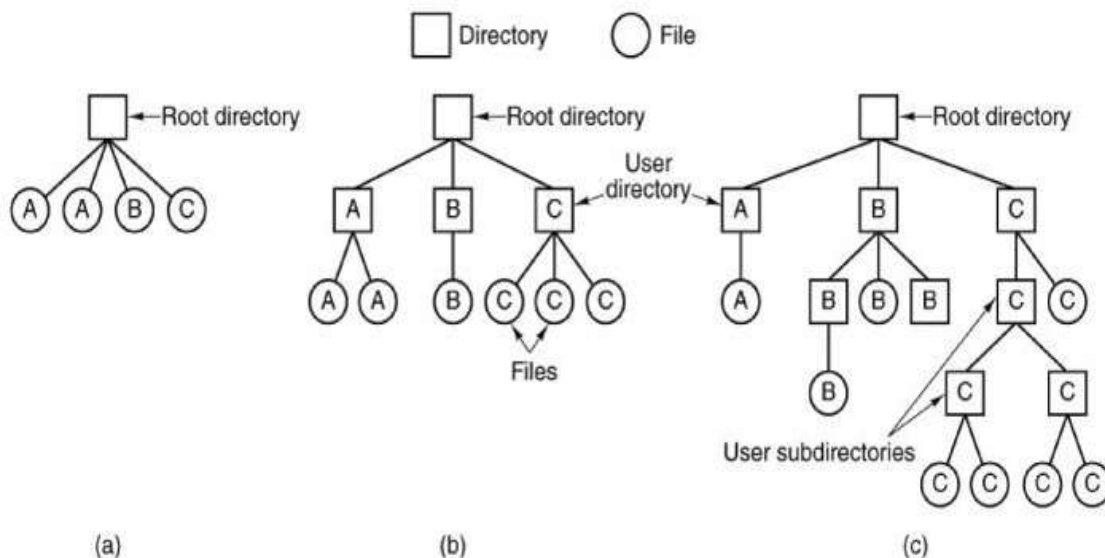 Directory File
Root directory Root directory Root directory
User
directory
A B C A B C
A A B C
A A B C C C A B B B C C
Files
B C C
User subdirectories
C C C C
(a) (b) (c)